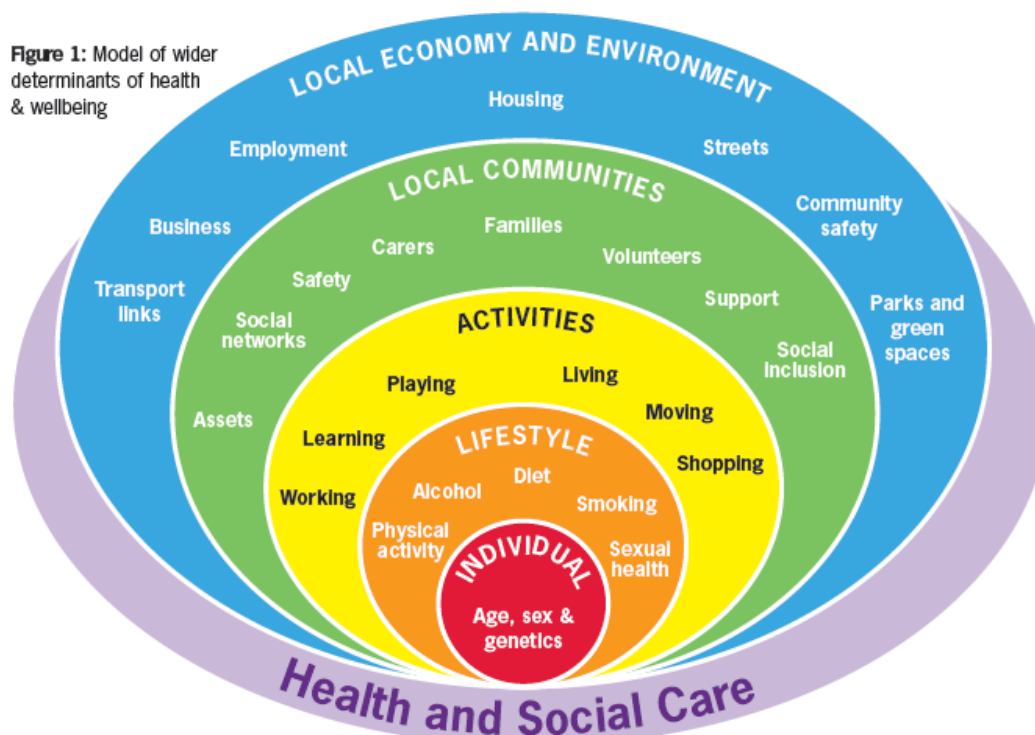 Figure 1: Model of wider
determinants of health
& wellbeing
LOCAL ECONOMY AND ENVIRONMENT
Housing
Employment
Streets
Business
Community
safety
Transport
links
Parks and
green
spaces
LOCAL COMMUNITIES
Families
Carers
Volunteers
Safety
Support
Social
networks
Social
inclusion
Assets
ACTIVITIES
Living
Playing
Moving
Learning
Shopping
Working
LIFESTYLE
Diet
Alcohol
Smoking
Physical
activity
Sexual
health
INDIVIDUAL
Age, sex &
genetics
Health and Social Care